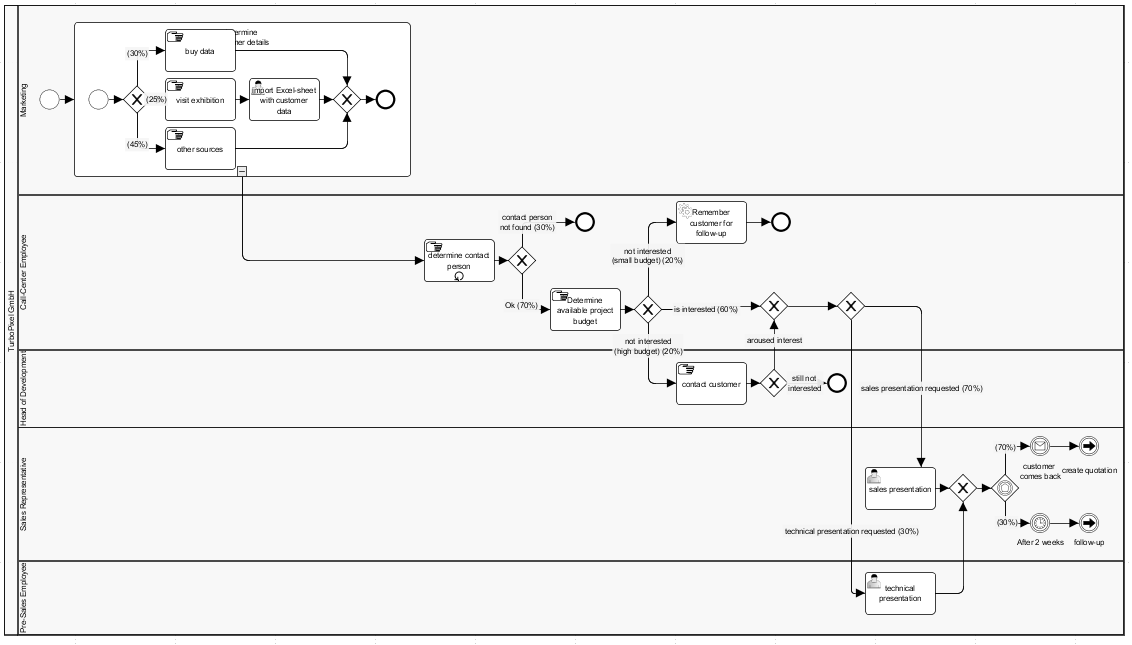 TurboPixel GmbH
Marketing
ermine
er details
(30%)
buy data
(25%)
visit exhibition
import Excel-sheet
with customer
data
(45%)
other sources
Call-Center Employee
determine contact
person
contact person
not found (30%)
Ok (70%)
Determine
available project
budget
not interested
(small budget) (20%)
Remember
customer for
follow-up
is interested (60%)
not interested
(high budget) (20%)
aroused interest
Head of Development
contact customer
still not
interested
sales presentation requested (70%)
Sales Representative
sales presentation
(70%)
customer
comes back
create quotation
(30%)
After 2 weeks
follow-up
technical presentation requested (30%)
Pre-Sales Employee
technical
presentation